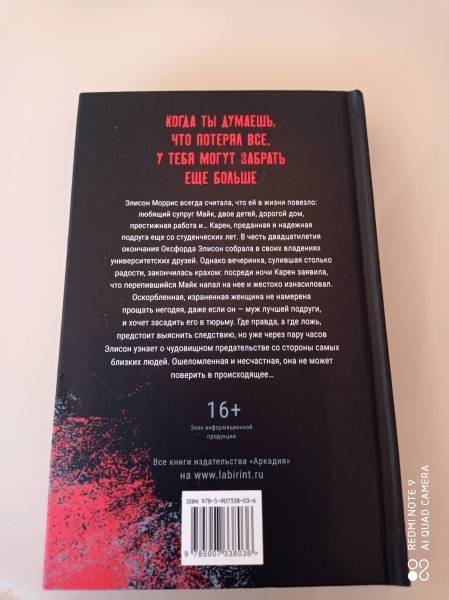 КОГДА ТЫ ДУМАЕШЬ,
ЧТО ПОТЕРЯЛ ВСЕ,
У ТЕБЯ МОГУТ ЗАБРАТЬ
ЕЩЕ БОЛЬШЕ
Элисон Моррис всегда считала, что ей в жизни повезло:
любящий супруг Майк, двое детей, дорогой дом,
престижная работа и... Карен, преданная и надежная
подруга еще со студенческих лет. В честь двадцатилетия
окончания Оксфорда Элисон собрала в своих владениях
университетских друзей. Однако вечеринка, сулившая столько
радости, закончилась крахом: посреди ночи Карен заявила,
что перепившийся Майк напал на нее и жестоко изнасиловал.
Оскорбленная, израненная женщина не намерена
прощать негодяя, даже если он — муж лучшей подруги,
и хочет засадить его в тюрьму. Где правда, а где ложь,
предстоит выяснить следствию, но уже через пару часов
Элисон узнает о чудовищном предательстве со стороны самых
близких людей. Ошеломленная и несчастная, она не может
поверить в происходящее...
16+
Знак информационной
продукции
Все книги издательства «Аркадия»
на www.labirint.ru
ISBN 978-5-907338-03-6
9 785907 338036 >
REDMI NOTE 9
AI QUAD CAMERA